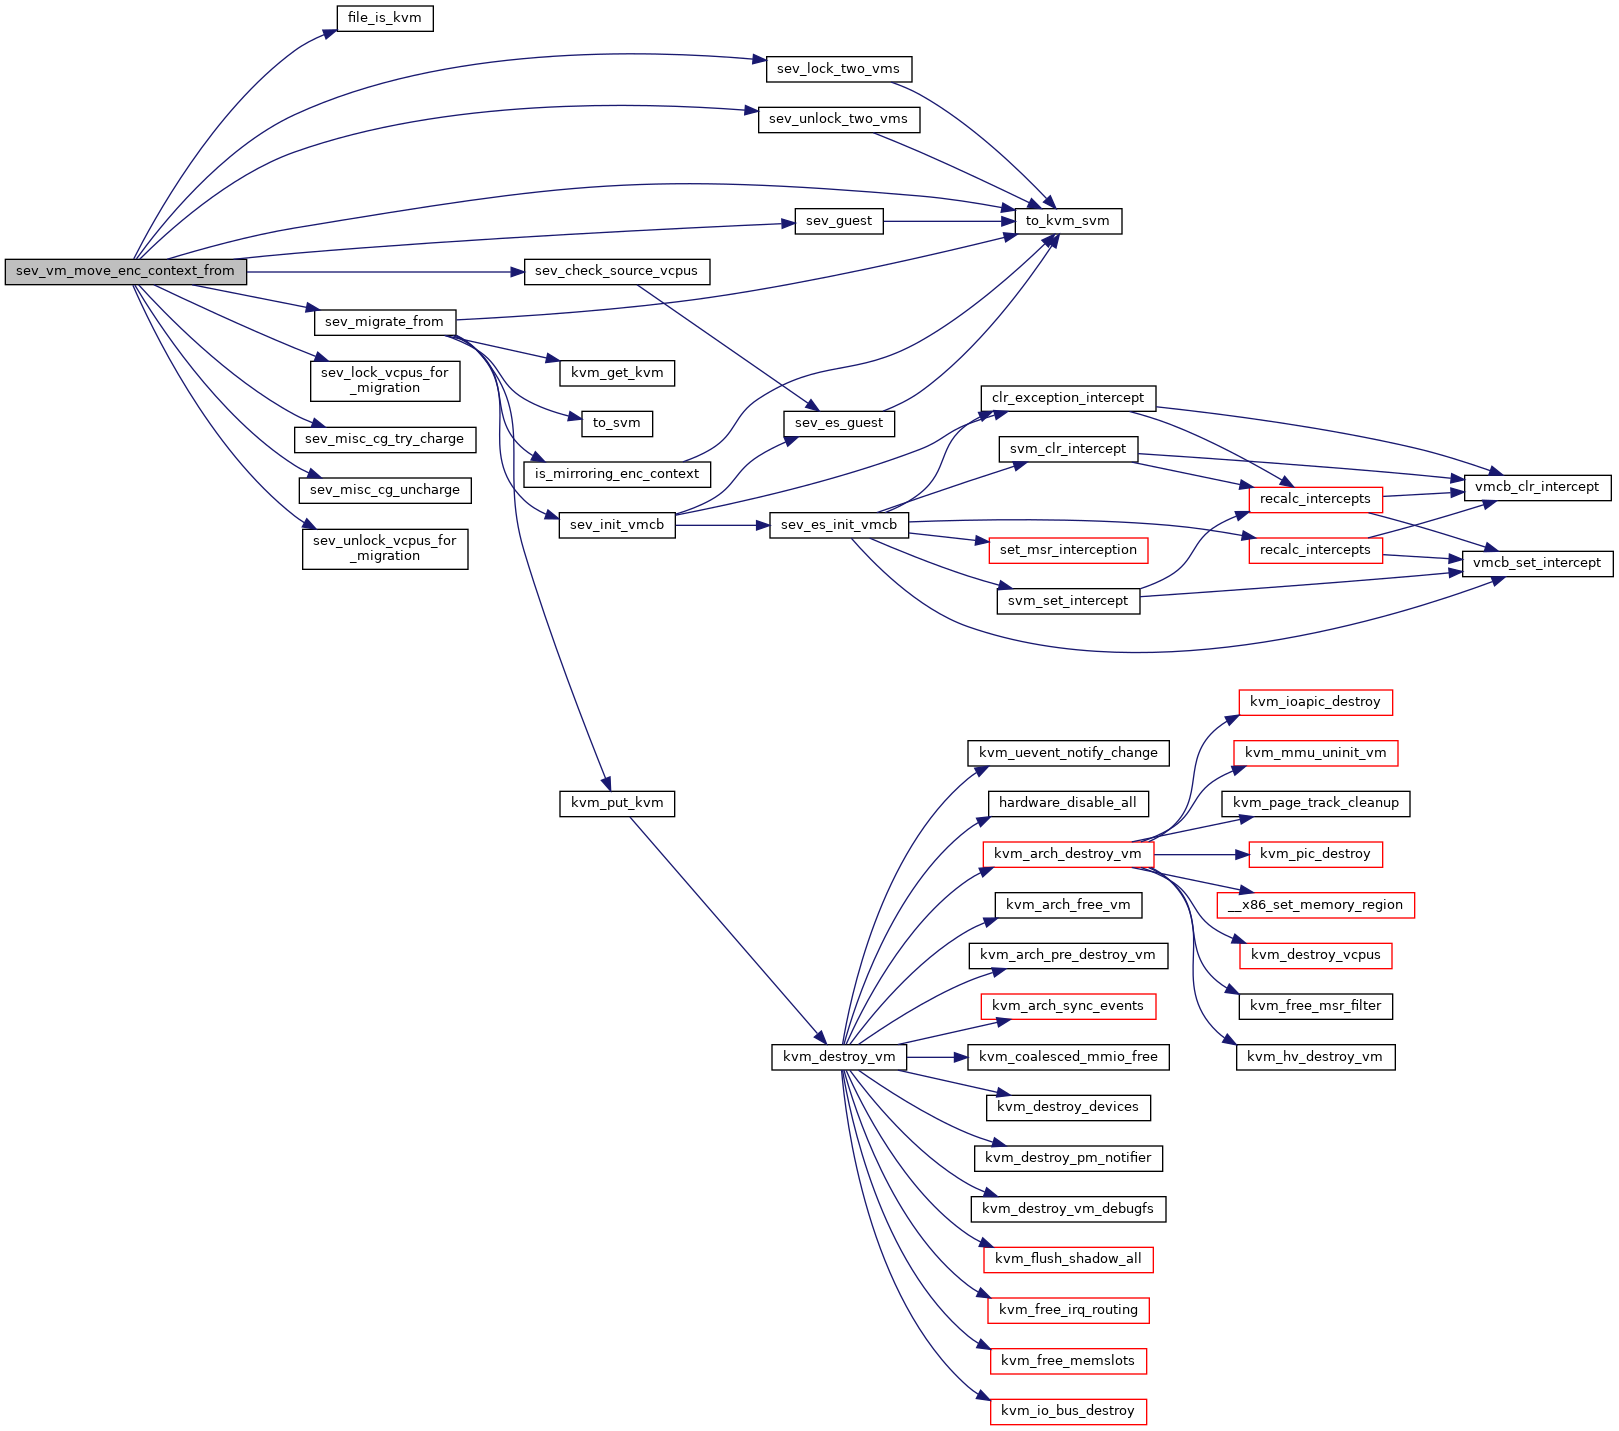 file_is_kvm
sev_lock_two_vms
sev_unlock_two_vms
sev_guest
to_kvm_svm
sev_vm_move_enc_context_from
sev_check_source_vcpus
sev_migrate_from
sev_lock_vcpus_for
_migration
kvm_get_kvm
clr_exception_intercept
to_svm
sev_es_guest
sev_misc_cg_try_charge
svm_clr_intercept
is_mirroring_enc_context
sev_misc_cg_uncharge
vmcb_clr_intercept
recalc_intercepts
sev_init_vmcb
sev_es_init_vmcb
sev_unlock_vcpus_for
_migration
set_msr_interception
recalc_intercepts
vmcb_set_intercept
svm_set_intercept
kvm_ioapic_destroy
kvm_uevent_notify_change
kvm_mmu_uninit_vm
kvm_put_kvm
hardware_disable_all
kvm_page_track_cleanup
kvm_arch_destroy_vm
kvm_pic_destroy
kvm_arch_free_vm
__x86_set_memory_region
kvm_arch_pre_destroy_vm
kvm_destroy_vcpus
kvm_arch_sync_events
kvm_free_msr_filter
kvm_destroy_vm
kvm_coalesced_mmio_free
kvm_hv_destroy_vm
kvm_destroy_devices
kvm_destroy_pm_notifier
kvm_destroy_vm_debugfs
kvm_flush_shadow_all
kvm_free_irq_routing
kvm_free_memslots
kvm_io_bus_destroy